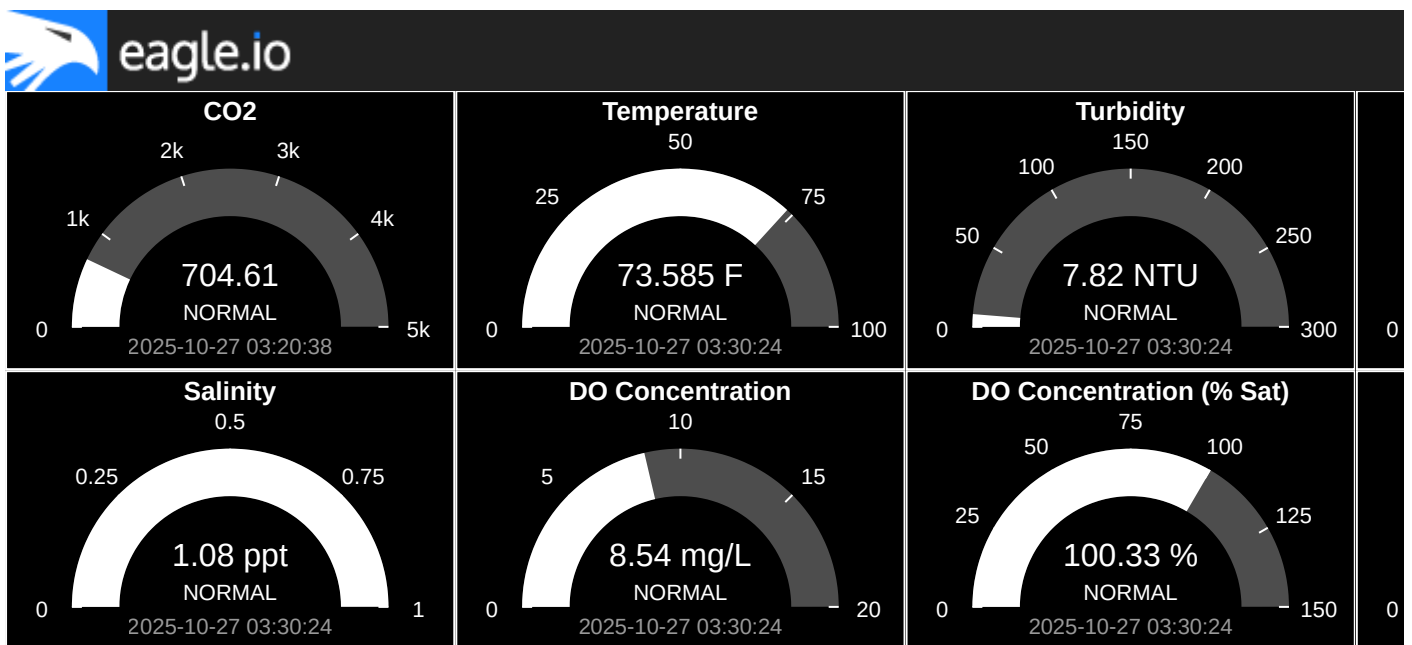 eagle.io
CO2
2k
3k
1k
4k
704.61
NORMAL
0
5k
2025-10-27 03:20:38
Temperature
50
25
75
73.585 F
NORMAL
0
100
2025-10-27 03:30:24
Turbidity
150
100
200
50
250
7.82 NTU
NORMAL
0
300
2025-10-27 03:30:24
0
Salinity
0.5
0.25
0.75
1.08 ppt
NORMAL
0
1
2025-10-27 03:30:24
DO Concentration
10
5
15
8.54 mg/L
NORMAL
0
20
2025-10-27 03:30:24
DO Concentration (% Sat)
75
50
100
25
125
100.33 %
NORMAL
0
150
2025-10-27 03:30:24
0